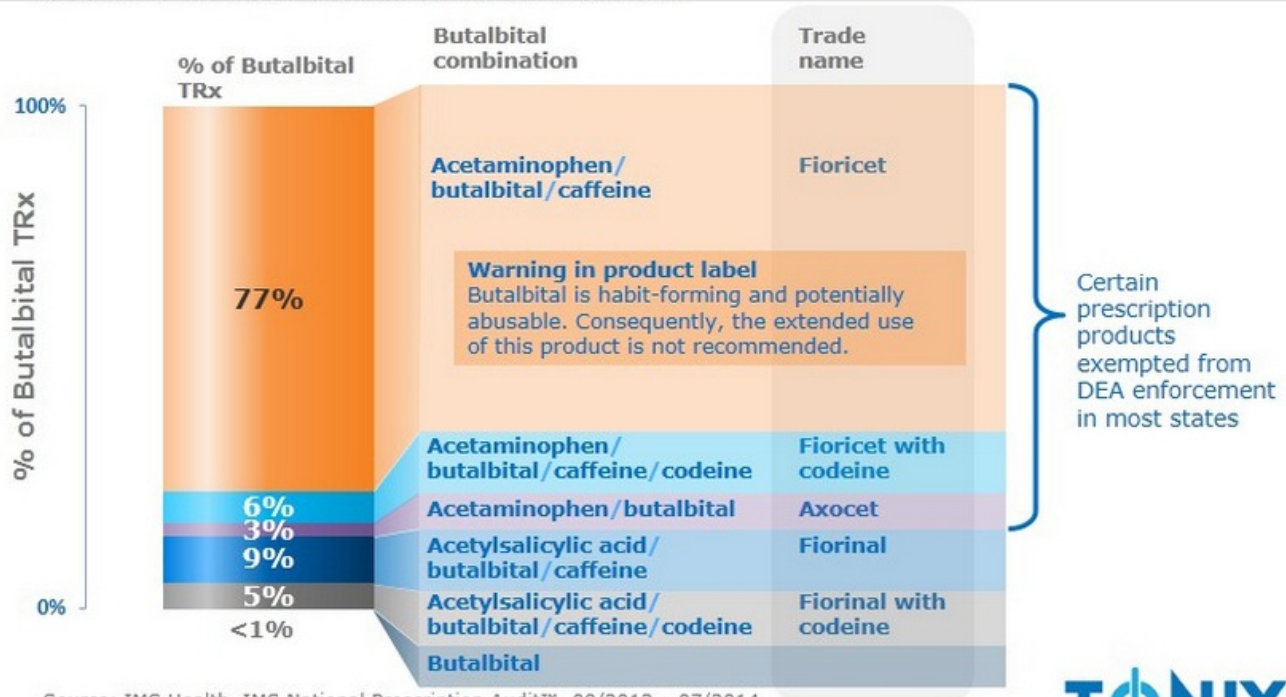 % of Butalbital
TRx
Butalbital
combination
Trade
name
100%
0%
% of Butalbital TRx
77%
6%
3%
9%
5%
<1%
Acetaminophen/
butalbital/caffeine
Fioricet
Warning in product label
Butalbital is habit-forming and potentially
abusable. Consequently, the extended use
of this product is not recommended.
Acetaminophen/
butalbital/caffeine/codeine
Fioricet with
codeine
Acetaminophen/butalbital
Axocet
Acetylsalicylic acid/
butalbital/caffeine
Fiorinal
Acetylsalicylic acid/
butalbital/caffeine/codeine
Fiorinal with
codeine
Butalbital
Certain
prescription
products
exempted from
DEA enforcement
in most states
TONIX